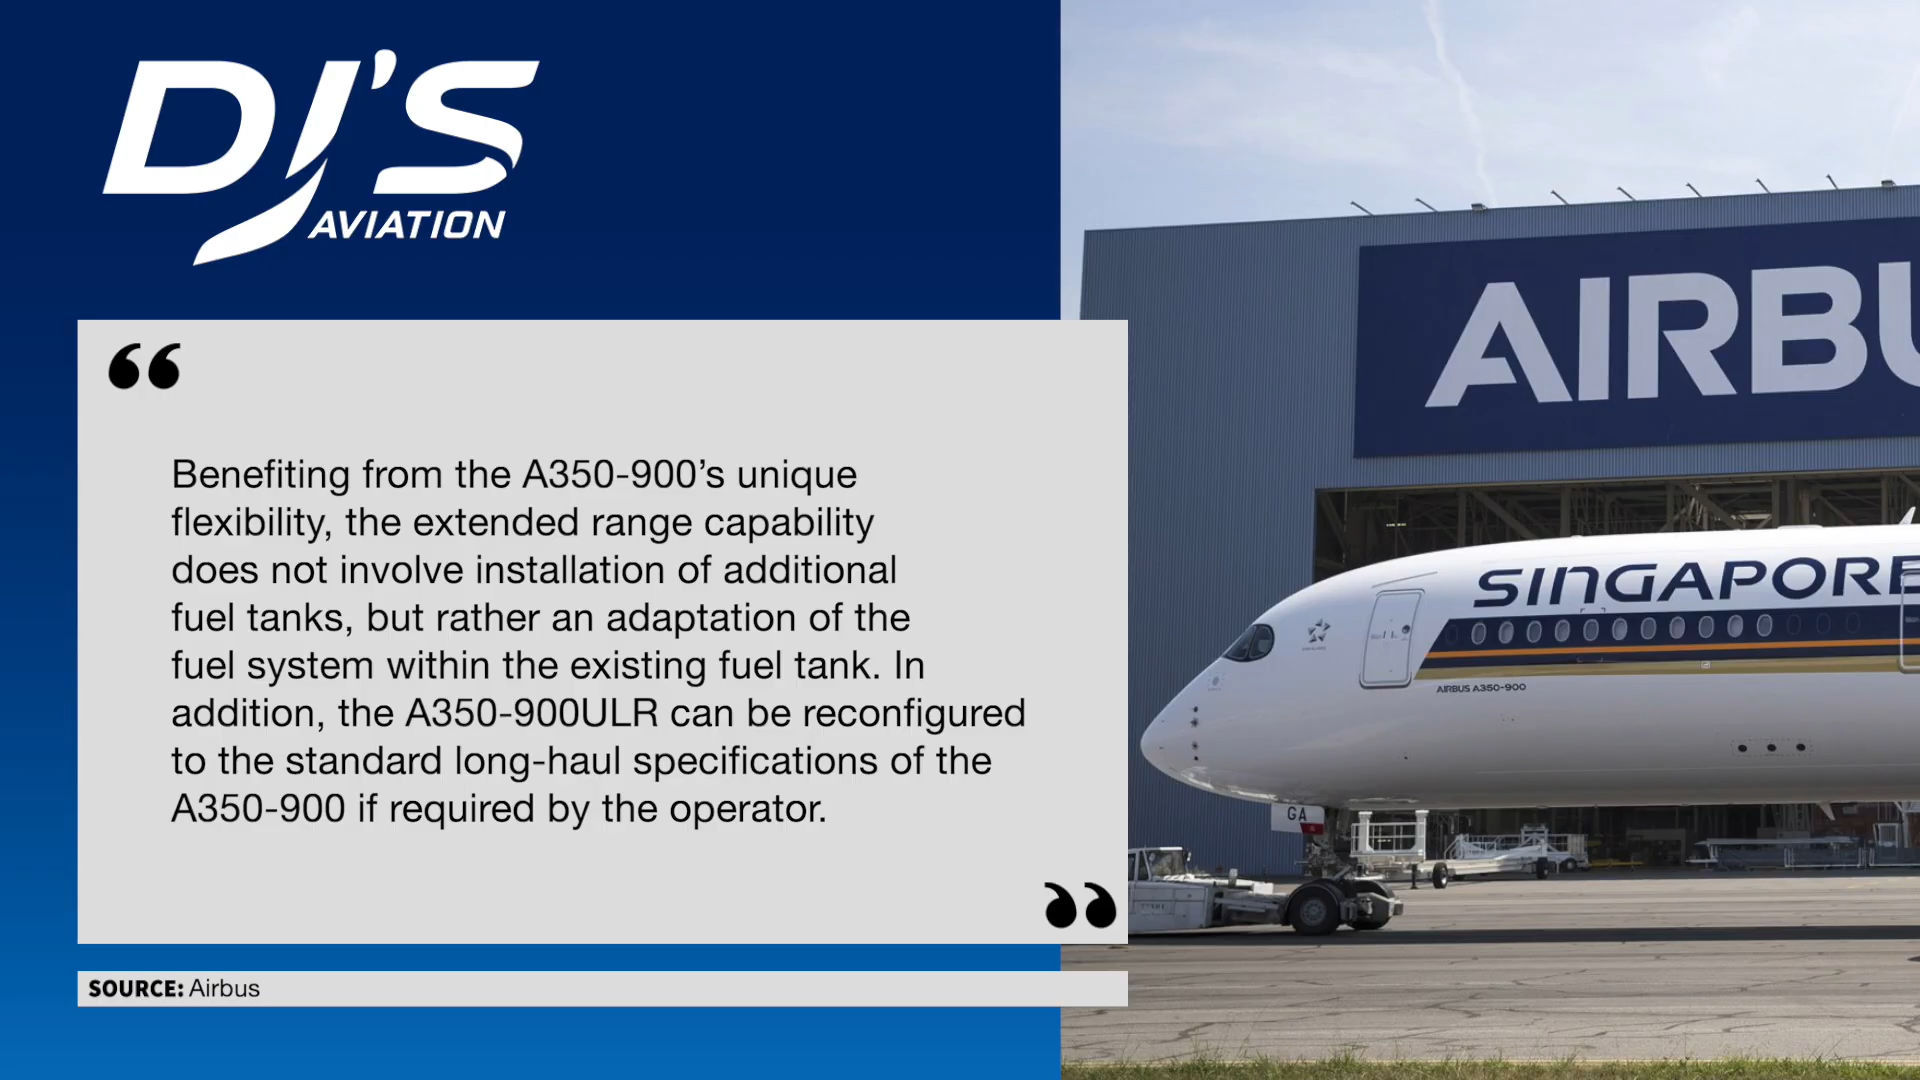 DJ'S
AVIATION
“
Benefiting from the A350-900’s unique
flexibility, the extended range capability
does not involve installation of additional
fuel tanks, but rather an adaptation of the
fuel system within the existing fuel tank. In
addition, the A350-900ULR can be reconfigured
to the standard long-haul specifications of the
A350-900 if required by the operator.
”
SOURCE: Airbus
AIRBU
SINGAPORE
AIRBUS A350-900
GA